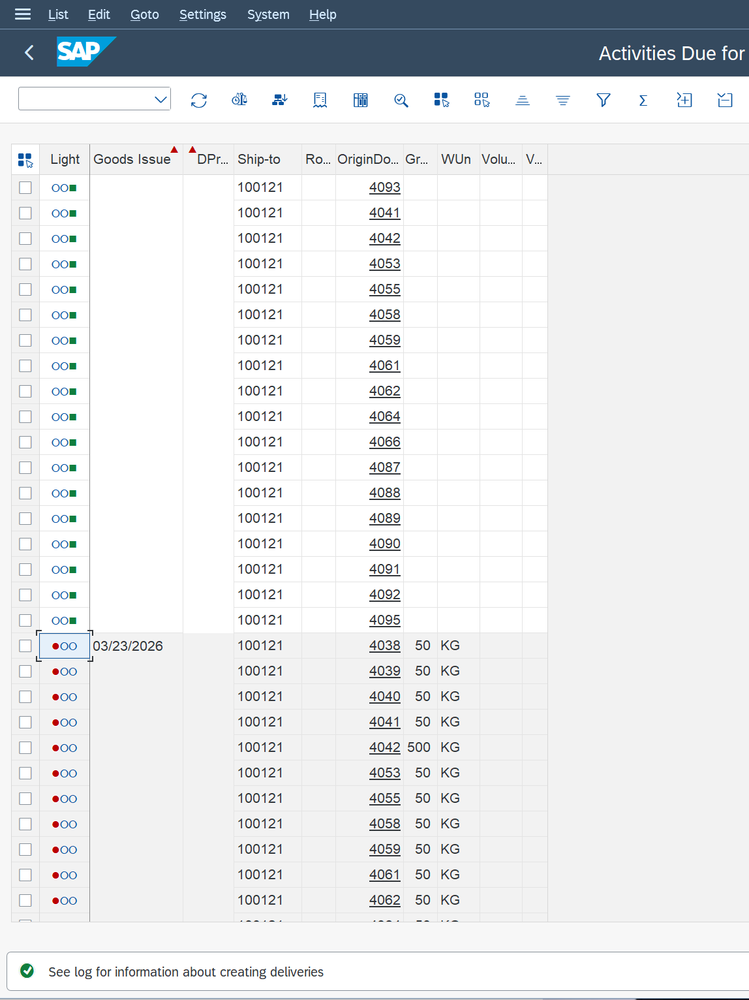 List Edit Goto Settings System Help
SAP Activities Due for
Light Goods Issue DPr... Ship-to Ro... OriginDo... Gr... WUn Volu... V...
100121 4093
100121 4041
100121 4042
100121 4053
100121 4055
100121 4058
100121 4059
100121 4061
100121 4062
100121 4064
100121 4066
100121 4087
100121 4088
100121 4089
100121 4090
100121 4091
100121 4092
100121 4095
03/23/2026 100121 4038 50 KG
100121 4039 50 KG
100121 4040 50 KG
100121 4041 50 KG
100121 4042 500 KG
100121 4053 50 KG
100121 4055 50 KG
100121 4058 50 KG
100121 4059 50 KG
100121 4061 50 KG
100121 4062 50 KG
See log for information about creating deliveries